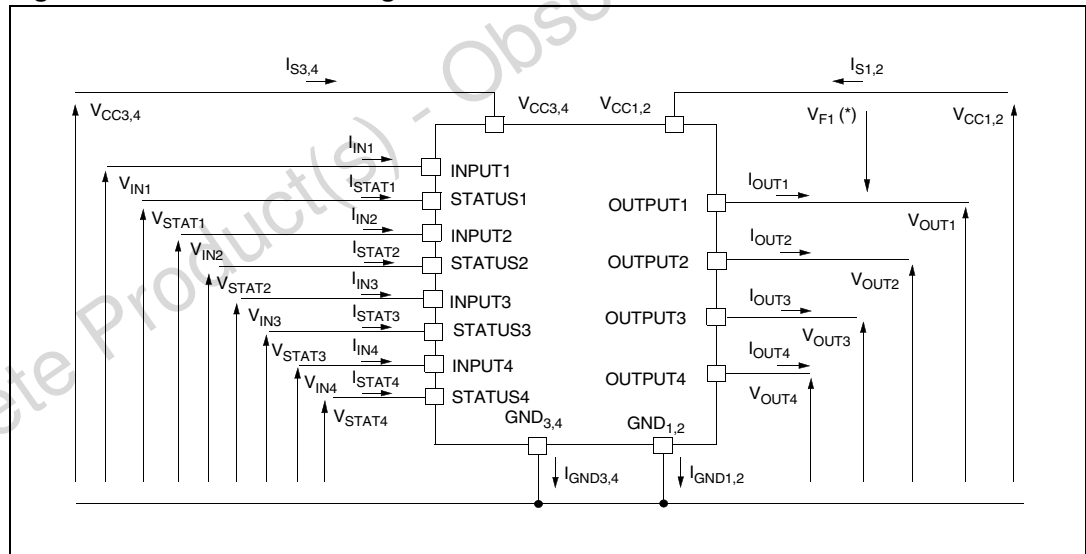 ete Product(s) - Obso
I_S3,4
I_S1,2
V_CC3,4
V_CC3,4
V_CC1,2
V_F1 (*)
V_CC1,2
I_IN1
INPUT1
V_IN1
I_STAT1
STATUS1
V_STAT1
I_IN2
INPUT2
V_IN2
I_STAT2
STATUS2
V_STAT2
I_IN3
INPUT3
V_IN3
I_STAT3
STATUS3
V_STAT3
I_IN4
INPUT4
V_IN4
I_STAT4
STATUS4
V_STAT4
OUTPUT1
I_OUT1
V_OUT1
OUTPUT2
I_OUT2
V_OUT2
OUTPUT3
I_OUT3
V_OUT3
OUTPUT4
I_OUT4
V_OUT4
GND_3,4
GND_1,2
I_GND3,4
I_GND1,2